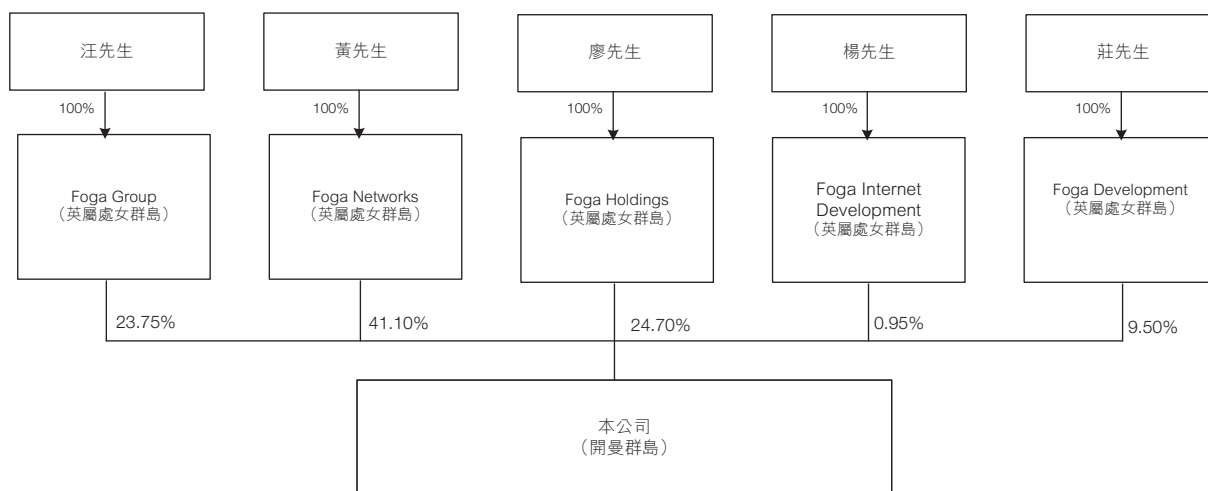 汪先生
黃先生
廖先生
楊先生
莊先生
100%
100%
100%
100%
100%
Foga Group
（英屬處女群島）
Foga Networks
（英屬處女群島）
Foga Holdings
（英屬處女群島）
Foga Internet
Development
（英屬處女群島）
Foga Development
（英屬處女群島）
23.75%
41.10%
24.70%
0.95%
9.50%
本公司
（開曼群島）